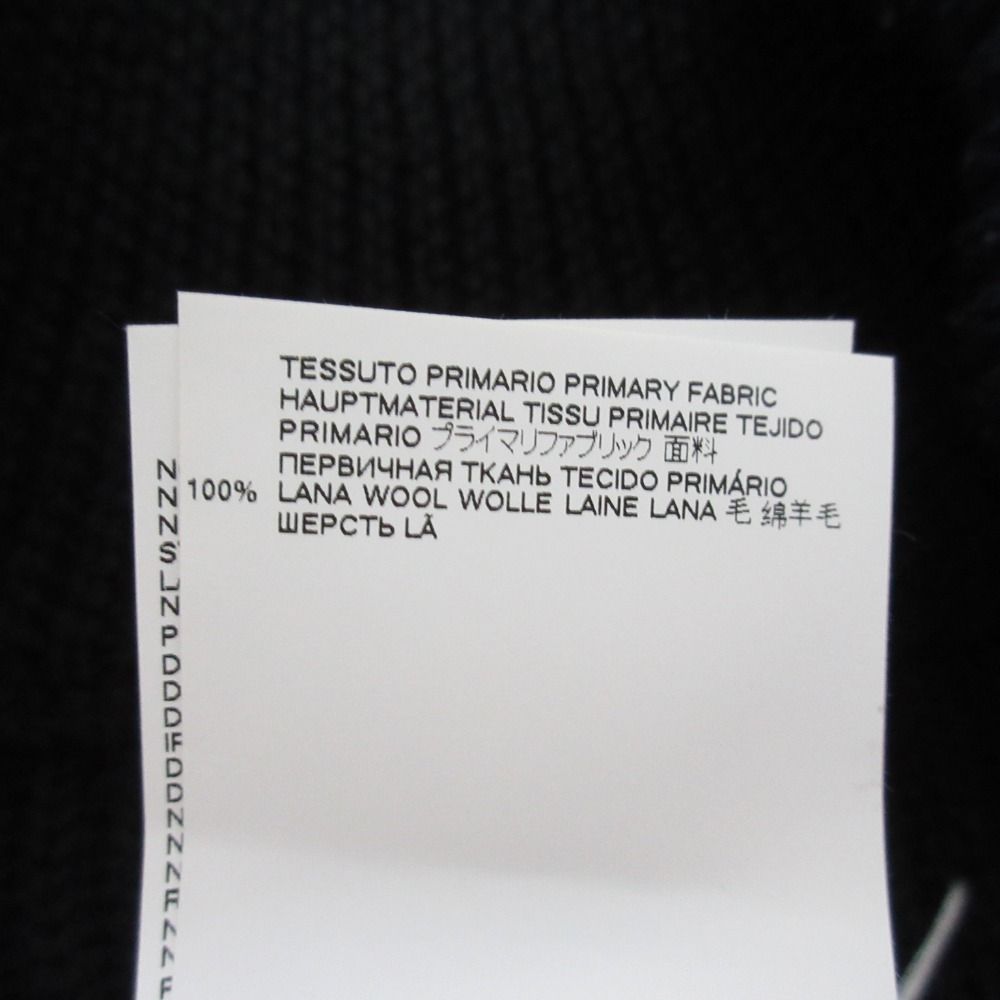 TESSUTO PRIMARIO PRIMARY FABRIC
HAUPTMATERIAL TISSU PRIMAIRE TEJIDO
PRIMARIO プライマリファブリック 面料
ПЕРВИЧНАЯ ТКАНЬ TECIDO PRIMÁRIO
100% LANA WOOL WOLLE LAINE LANA 毛 绵羊毛
ШЕРСТЬ LÃ